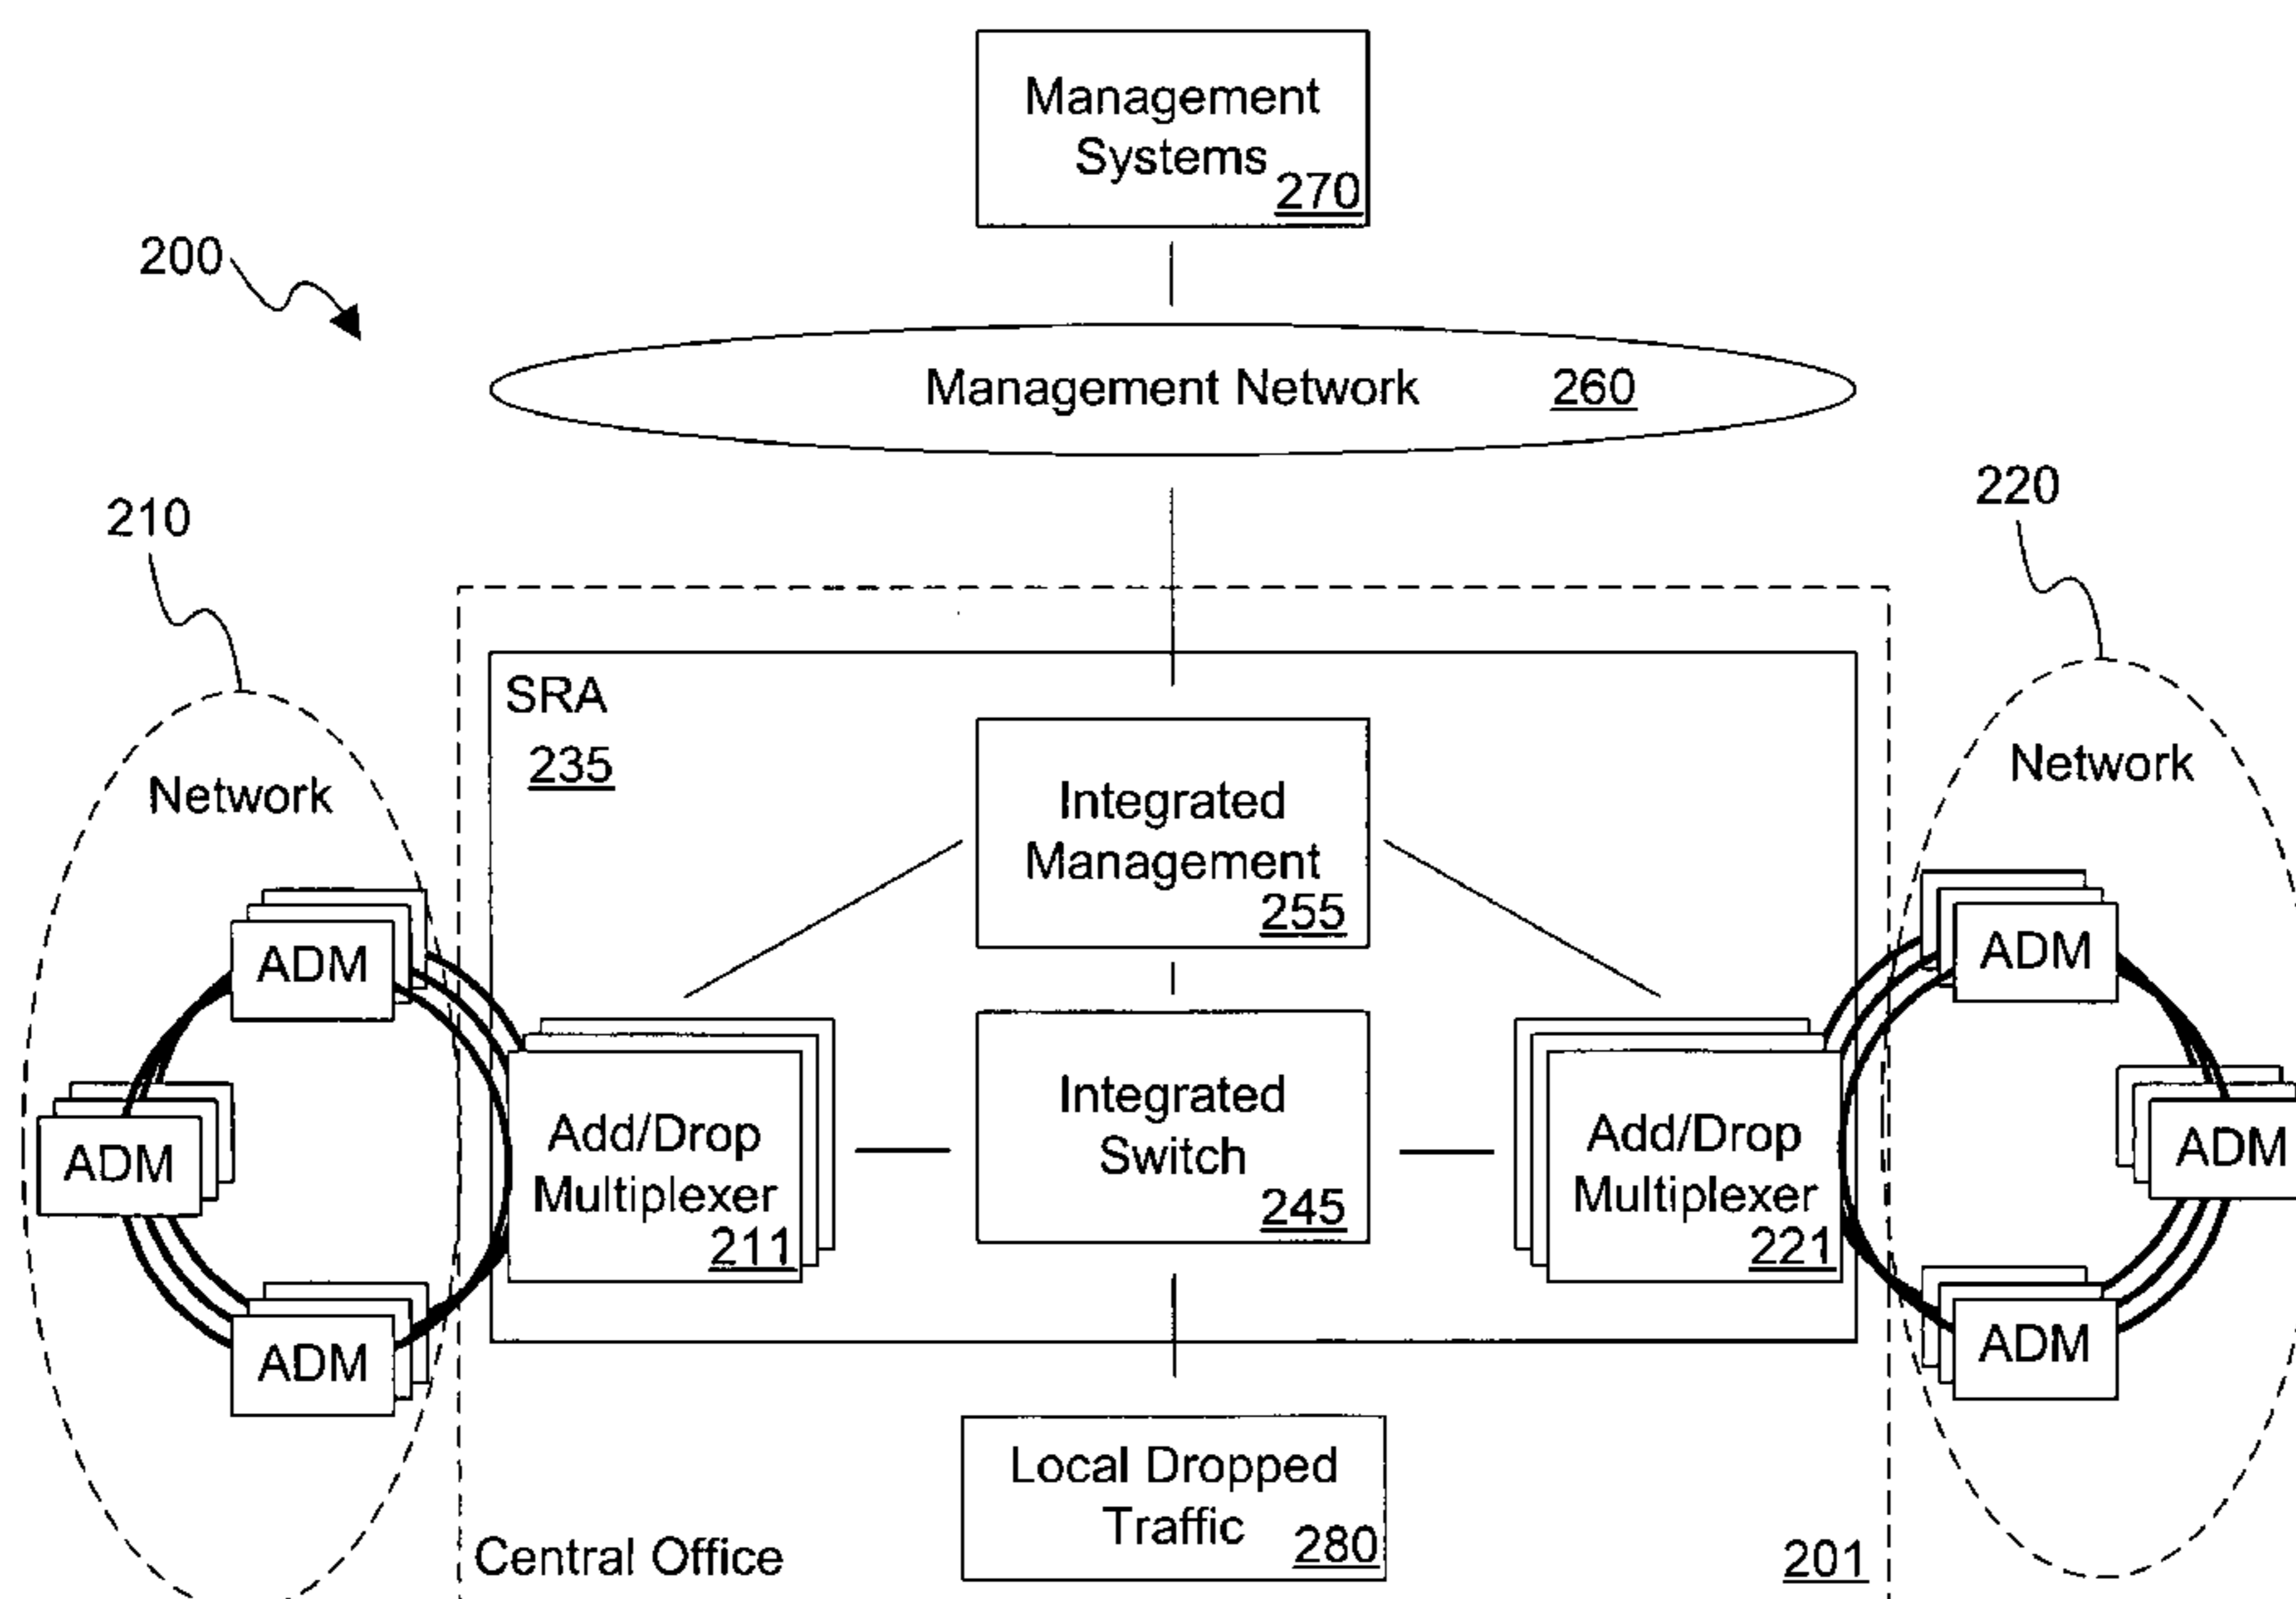 Management
Systems
270
200
Management Network 260
210
220
SRA
235
Network
Network
Integrated
Management
255
ADM
ADM
ADM
Add/Drop
Multiplexer
211
Integrated
Switch
245
Add/Drop
Multiplexer
221
ADM
ADM
ADM
Local Dropped
Traffic
280
Central Office
201